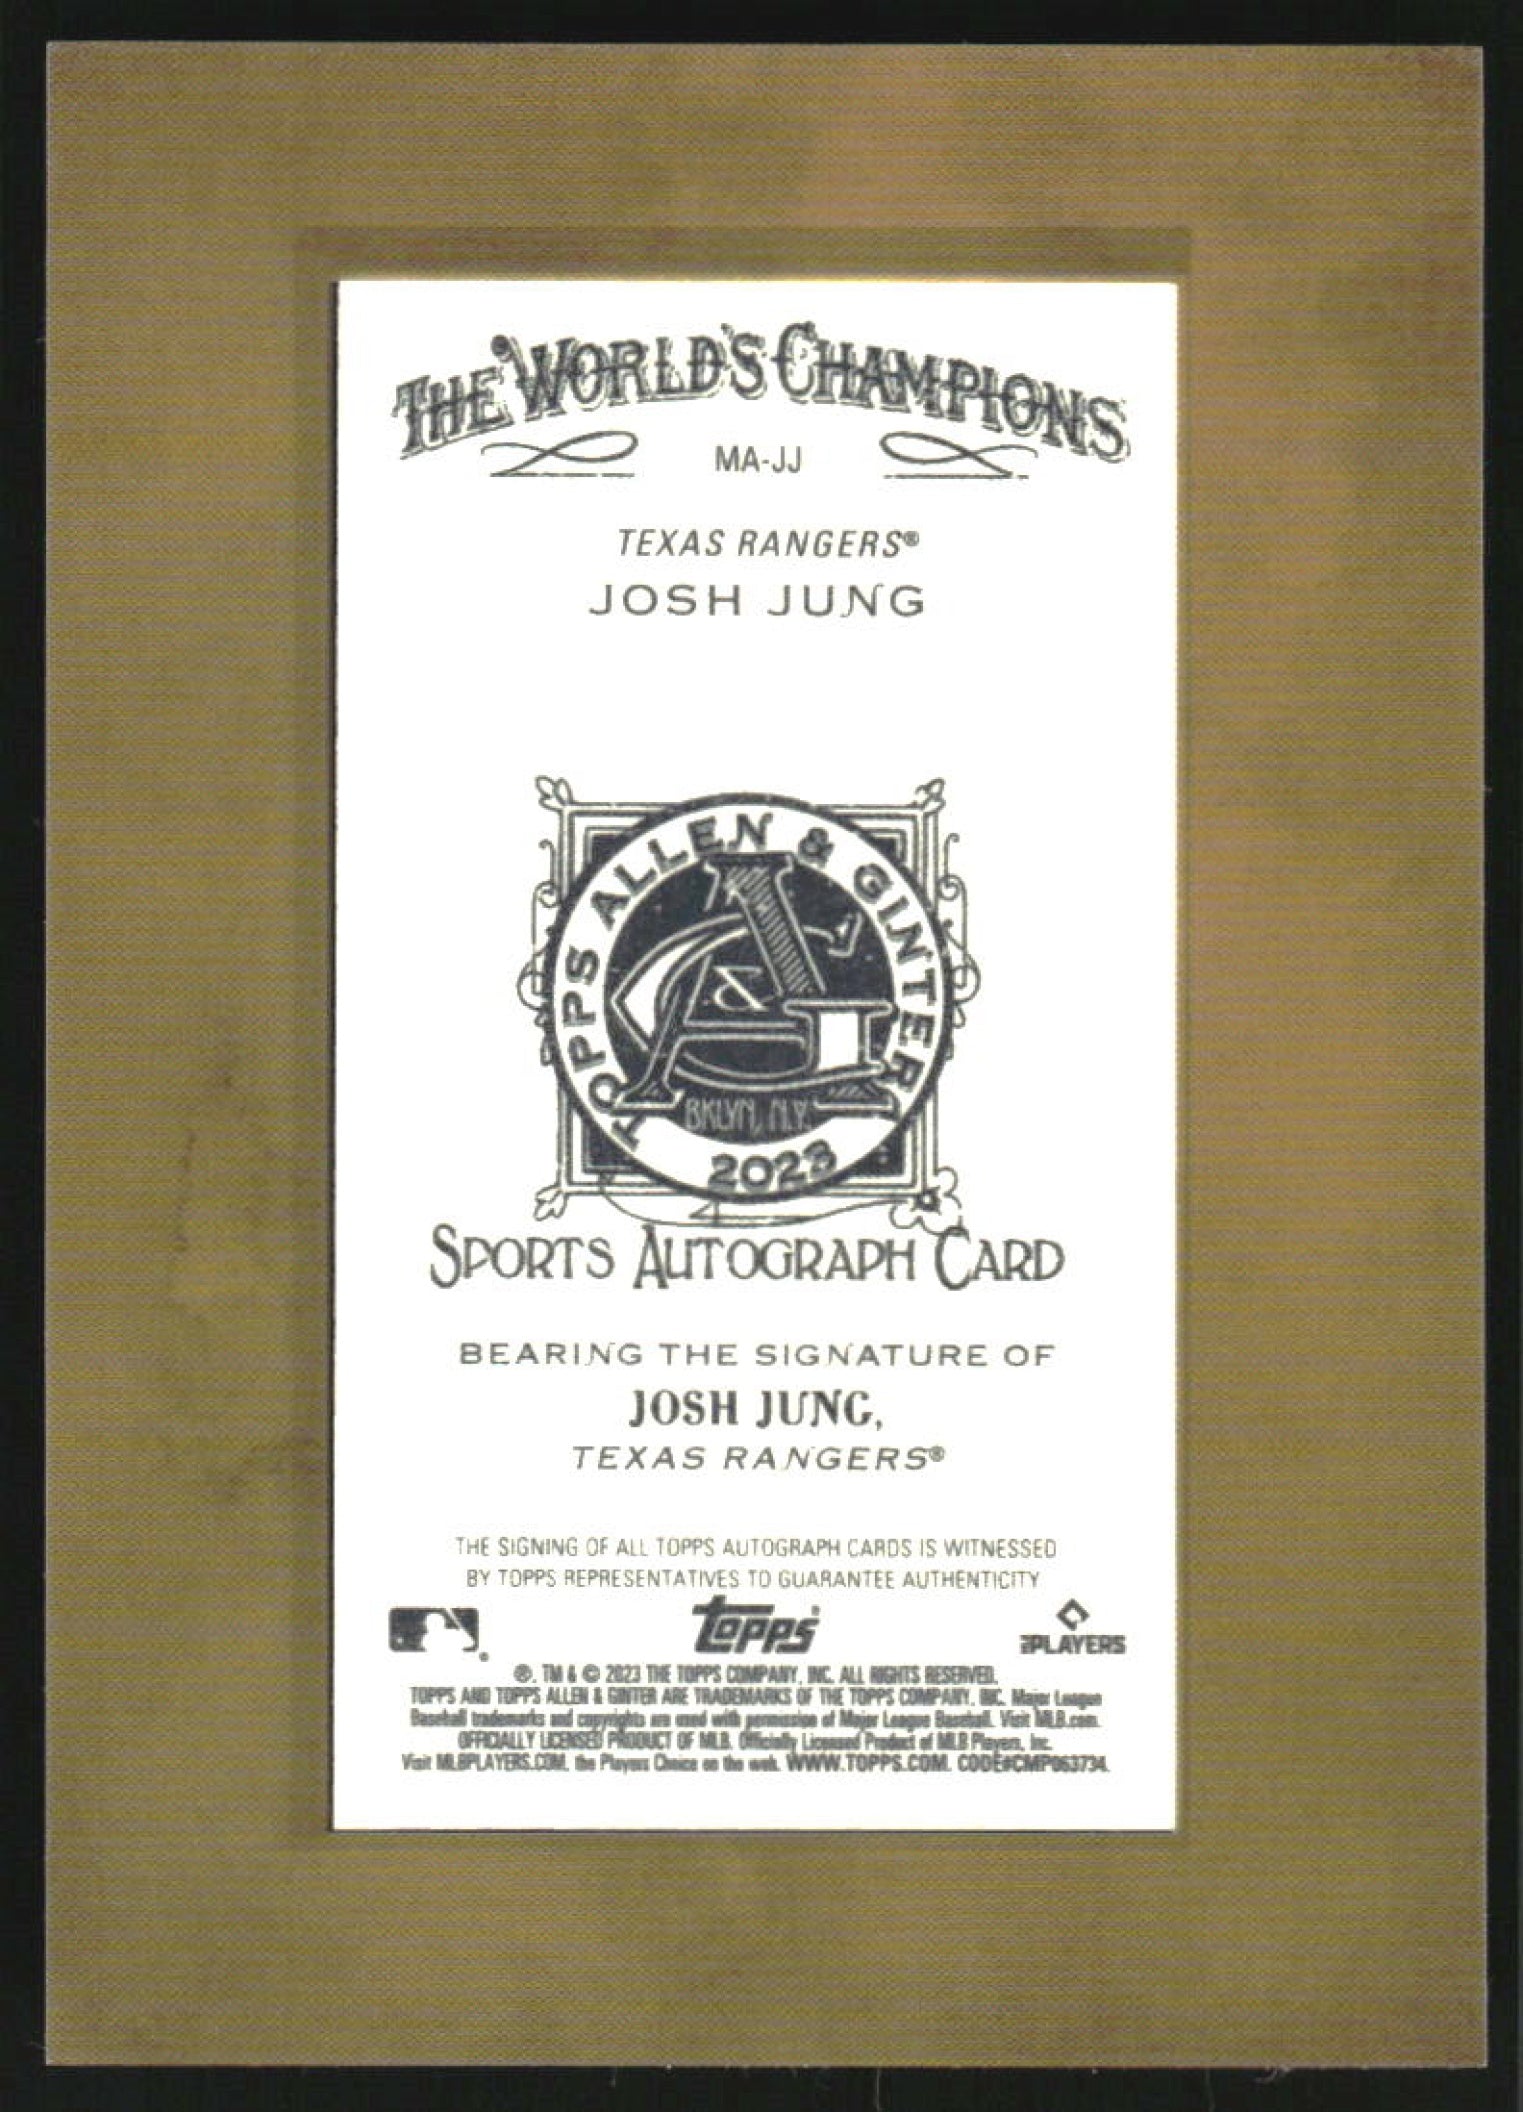 THE WORLD'S CHAMPIONS
MA-JJ
TEXAS RANGERS®
JOSH JUNG
TOPPS ALLEN & GINTER
A&G
BKLYN, N.Y.
2023
SPORTS AUTOGRAPH CARD
BEARING THE SIGNATURE OF
JOSH JUNG,
TEXAS RANGERS®
THE SIGNING OF ALL TOPPS AUTOGRAPH CARDS IS WITNESSED
BY TOPPS REPRESENTATIVES TO GUARANTEE AUTHENTICITY
topps®
PLAYERS
®, TM & © 2023 THE TOPPS COMPANY, INC. ALL RIGHTS RESERVED.
TOPPS AND TOPPS ALLEN & GINTER ARE TRADEMARKS OF THE TOPPS COMPANY, INC. Major League
Baseball trademarks and copyrights are used with permission of Major League Baseball. Visit MLB.com.
OFFICIALLY LICENSED PRODUCT OF MLB. Officially Licensed Product of MLB Players, Inc.
Visit MLBPLAYERS.COM, the Players Choice on the web. WWW.TOPPS.COM. CODE#CMP063734.